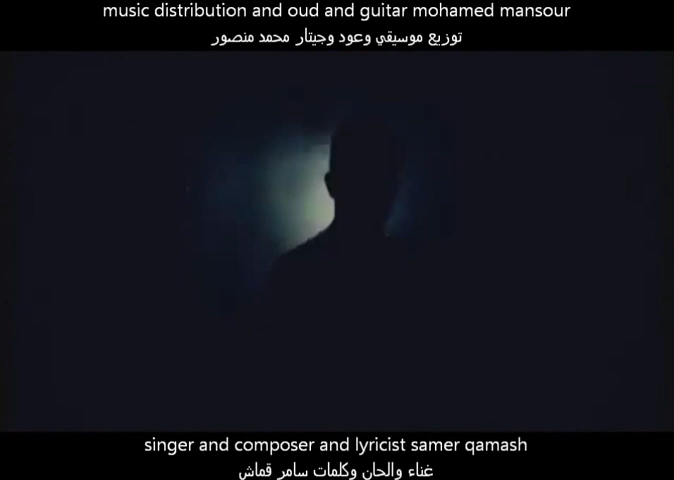 music distribution and oud and guitar mohamed mansour
توزيع موسيقي وعود وجيتار محمد منصور
singer and composer and lyricist samer qamash
غناء والحان وكلمات سامر قماش